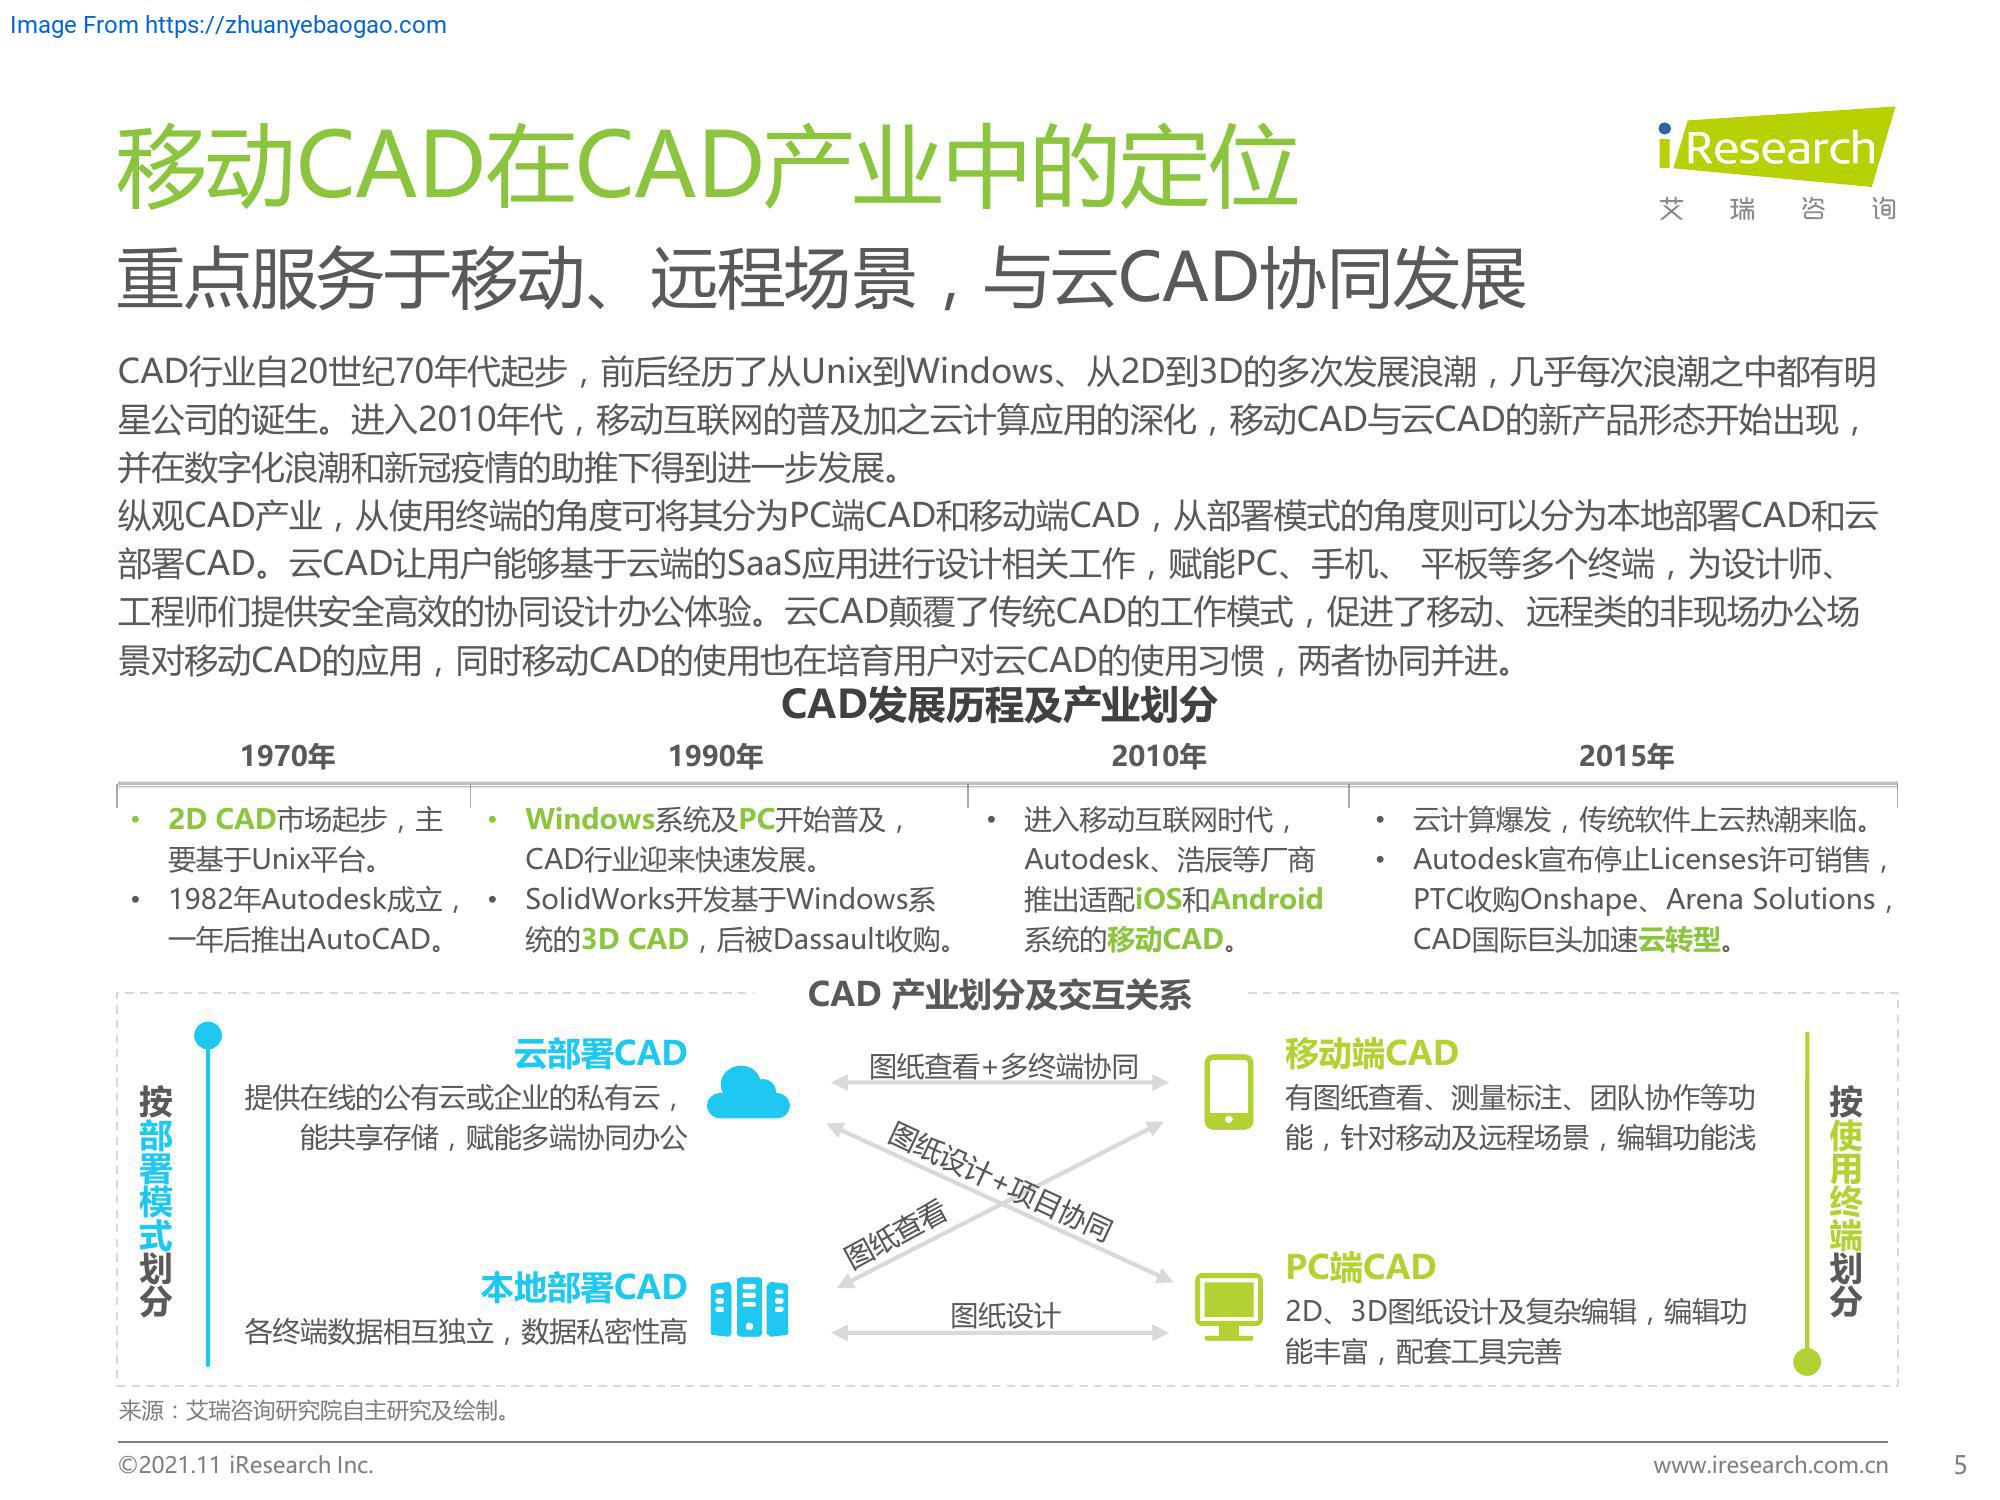 Image From https://zhuanyebaogao.com
移动CAD在CAD产业中的定位
iResearch
艾瑞咨询
重点服务于移动、远程场景，与云CAD协同发展
CAD行业自20世纪70年代起步，前后经历了从Unix到Windows、从2D到3D的多次发展浪潮，几乎每次浪潮之中都有明
星公司的诞生。进入2010年代，移动互联网的普及加之云计算应用的深化，移动CAD与云CAD的新产品形态开始出现，
并在数字化浪潮和新冠疫情的助推下得到进一步发展。
纵观CAD产业，从使用终端的角度可将其分为PC端CAD和移动端CAD，从部署模式的角度则可以分为本地部署CAD和云
部署CAD。云CAD让用户能够基于云端的SaaS应用进行设计相关工作，赋能PC、手机、 平板等多个终端，为设计师、
工程师们提供安全高效的协同设计办公体验。云CAD颠覆了传统CAD的工作模式，促进了移动、远程类的非现场办公场
景对移动CAD的应用，同时移动CAD的使用也在培育用户对云CAD的使用习惯，两者协同并进。
CAD发展历程及产业划分
1970年
• 2D CAD市场起步，主
要基于Unix平台。
• 1982年Autodesk成立，
一年后推出AutoCAD。
1990年
• Windows系统及PC开始普及，
CAD行业迎来快速发展。
• SolidWorks开发基于Windows系
统的3D CAD，后被Dassault收购。
2010年
• 进入移动互联网时代，
Autodesk、浩辰等厂商
推出适配iOS和Android
系统的移动CAD。
2015年
• 云计算爆发，传统软件上云热潮来临。
• Autodesk宣布停止Licenses许可销售，
PTC收购Onshape、Arena Solutions，
CAD国际巨头加速云转型。
CAD 产业划分及交互关系
按部署模式划分
云部署CAD
提供在线的公有云或企业的私有云，
能共享存储，赋能多端协同办公
本地部署CAD
各终端数据相互独立，数据私密性高
图纸查看+多终端协同
图纸设计+项目协同
图纸查看
图纸设计
移动端CAD
有图纸查看、测量标注、团队协作等功
能，针对移动及远程场景，编辑功能浅
PC端CAD
2D、3D图纸设计及复杂编辑，编辑功
能丰富，配套工具完善
按使用终端划分
来源：艾瑞咨询研究院自主研究及绘制。
©2021.11 iResearch Inc.
www.iresearch.com.cn
5